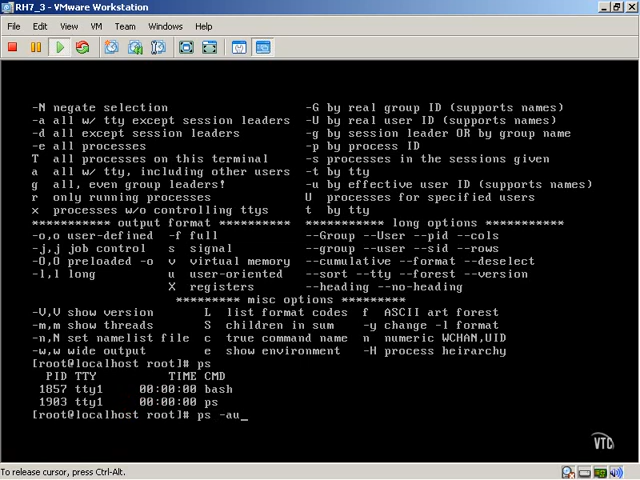 RH7_3 - VMware Workstation
File Edit View VM Team Windows Help
-N negate selection -G by real group ID (supports names)
-a all w/ tty except session leaders -U by real user ID (supports names)
-d all except session leaders -g by session leader OR by group name
-e all processes -p by process ID
T all processes on this terminal -s processes in the sessions given
a all w/ tty, including other users -t by tty
g all, even group leaders! -u by effective user ID (supports names)
r only running processes U processes for specified users
x processes w/o controlling ttys t by tty
*********** output format ********** *********** long options ***********
-o,o user-defined -f full --Group --User --pid --cols
-j,j job control s signal --group --user --sid --rows
-O,O preloaded -o v virtual memory --cumulative --format --deselect
-l,l long u user-oriented --sort --tty --forest --version
X registers --heading --no-heading
********* misc options *********
-V,V show version L list format codes f ASCII art forest
-m,m show threads S children in sum -y change -l format
-n,N set namelist file c true command name n numeric WCHAN,UID
-w,w wide output e show environment -H process heirarchy
[root@localhost root]# ps
PID TTY TIME CMD
1857 tty1 00:00:00 bash
1903 tty1 00:00:00 ps
[root@localhost root]# ps -au_
VTC
To release cursor, press Ctrl-Alt.